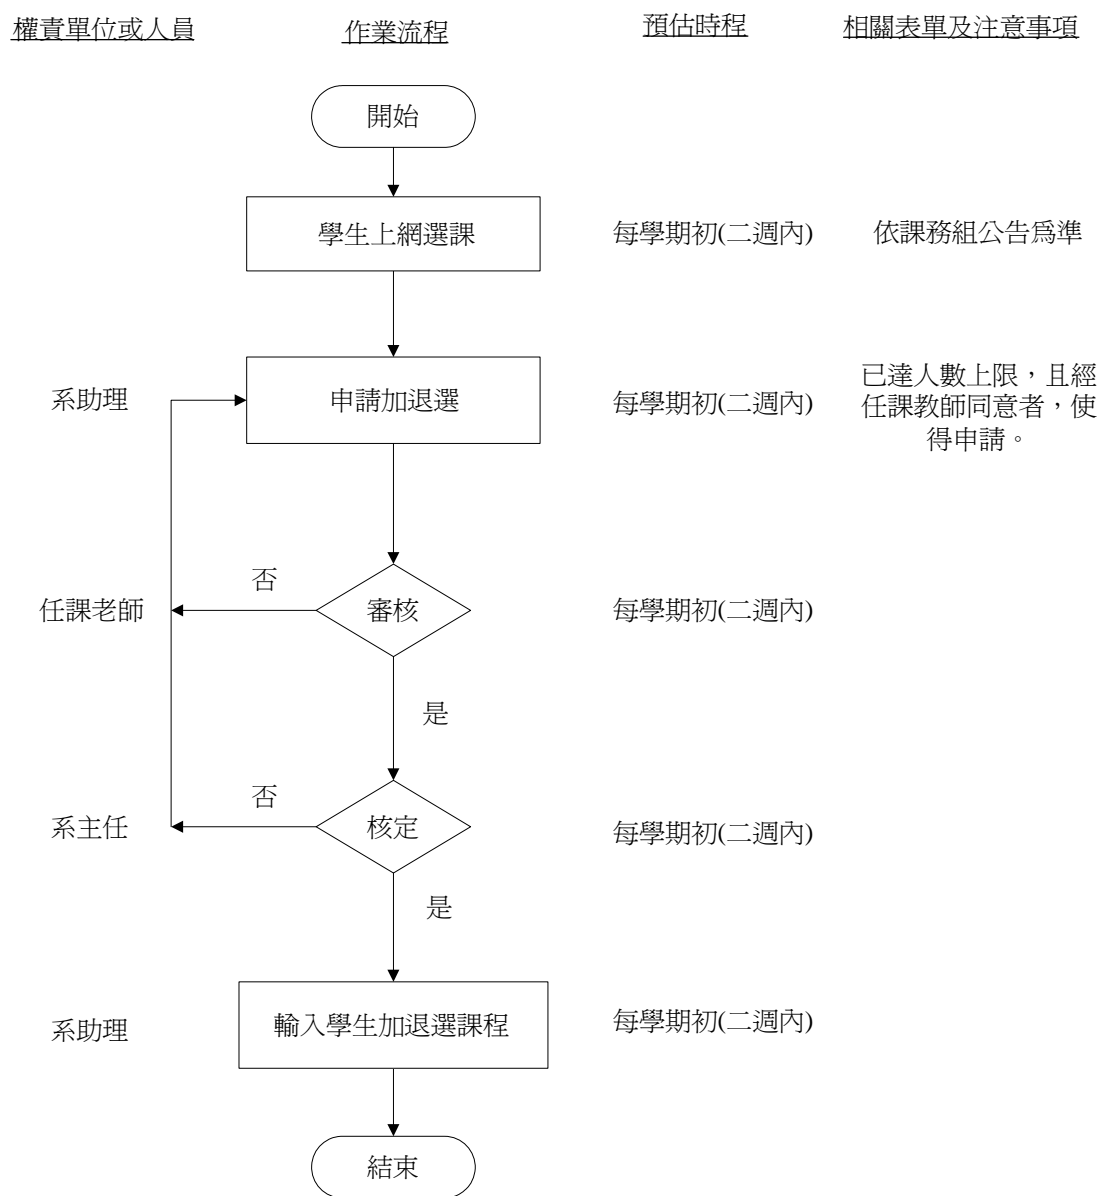 權責單位或人員
作業流程
預估時程
相關表單及注意事項
開始
學生上網選課
每學期初(二週內)
依課務組公告爲準
系助理
申請加退選
每學期初(二週內)
已達人數上限，且經
任課教師同意者，使
得申請。
否
任課老師
審核
每學期初(二週內)
是
否
系主任
核定
每學期初(二週內)
是
系助理
輸入學生加退選課程
每學期初(二週內)
結束